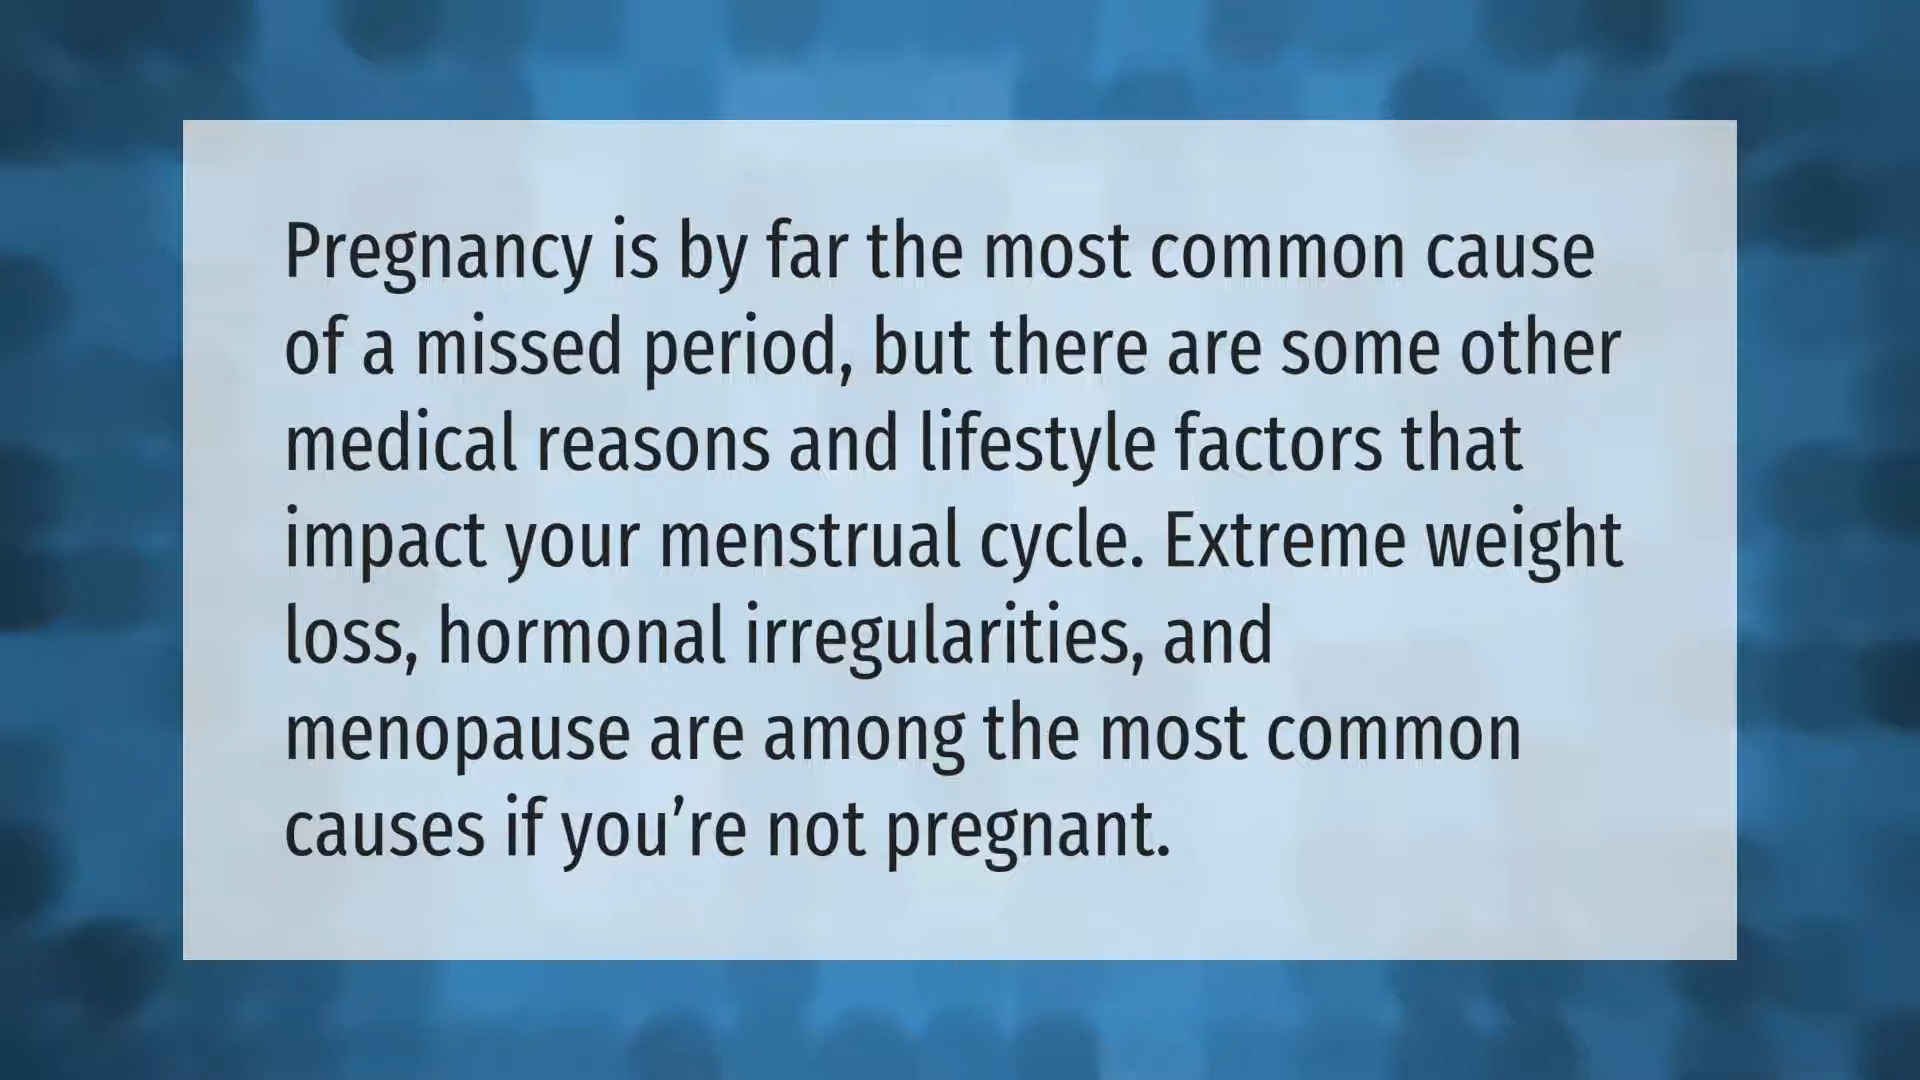 Pregnancy is by far the most common cause
of a missed period, but there are some other
medical reasons and lifestyle factors that
impact your menstrual cycle. Extreme weight
loss, hormonal irregularities, and
menopause are among the most common
causes if you’re not pregnant.